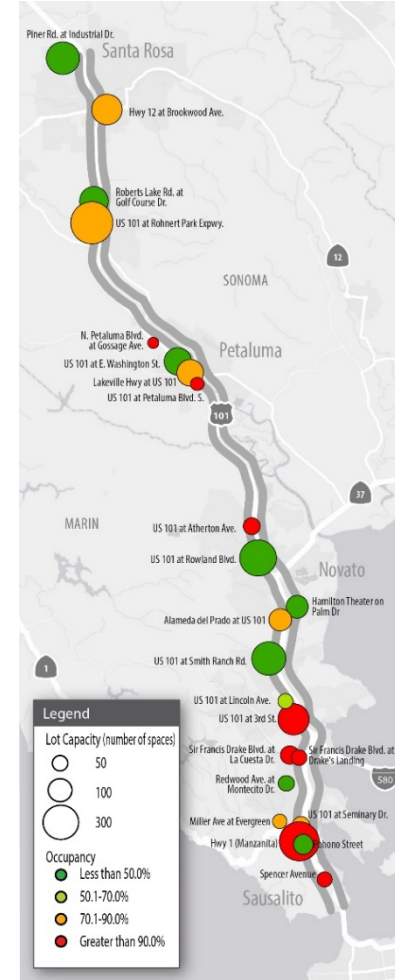 Piner Rd. at Industrial Dr.
Santa Rosa
Hwy 12 at Brookwood Ave.
Roberts Lake Rd. at
Golf Course Dr.
US 101 at Rohnert Park Expwy.
12
SONOMA
N. Petaluma Blvd.
at Gossage Ave.
Petaluma
US 101 at E. Washington St.
Lakeville Hwy at US 101
US 101 at Petaluma Blvd. S.
101
37
MARIN
US 101 at Atherton Ave.
US 101 at Rowland Blvd.
Novato
Hamilton Theater on
Palm Dr
Alameda del Prado at US 101
US 101 at Smith Ranch Rd.
1
US 101 at Lincoln Ave.
US 101 at 3rd St.
Sir Francis Drake Blvd. at
La Cuesta Dr.
Sir Francis Drake Blvd. at
Drake's Landing
580
Redwood Ave. at
Montecito Dr.
Miller Ave at Evergreen
US 101 at Seminary Dr.
Hwy 1 (Manzanita)
Pohono Street
Spencer Avenue
Sausalito
Legend
Lot Capacity (number of spaces)
50
100
300
Occupancy
Less than 50.0%
50.1-70.0%
70.1-90.0%
Greater than 90.0%